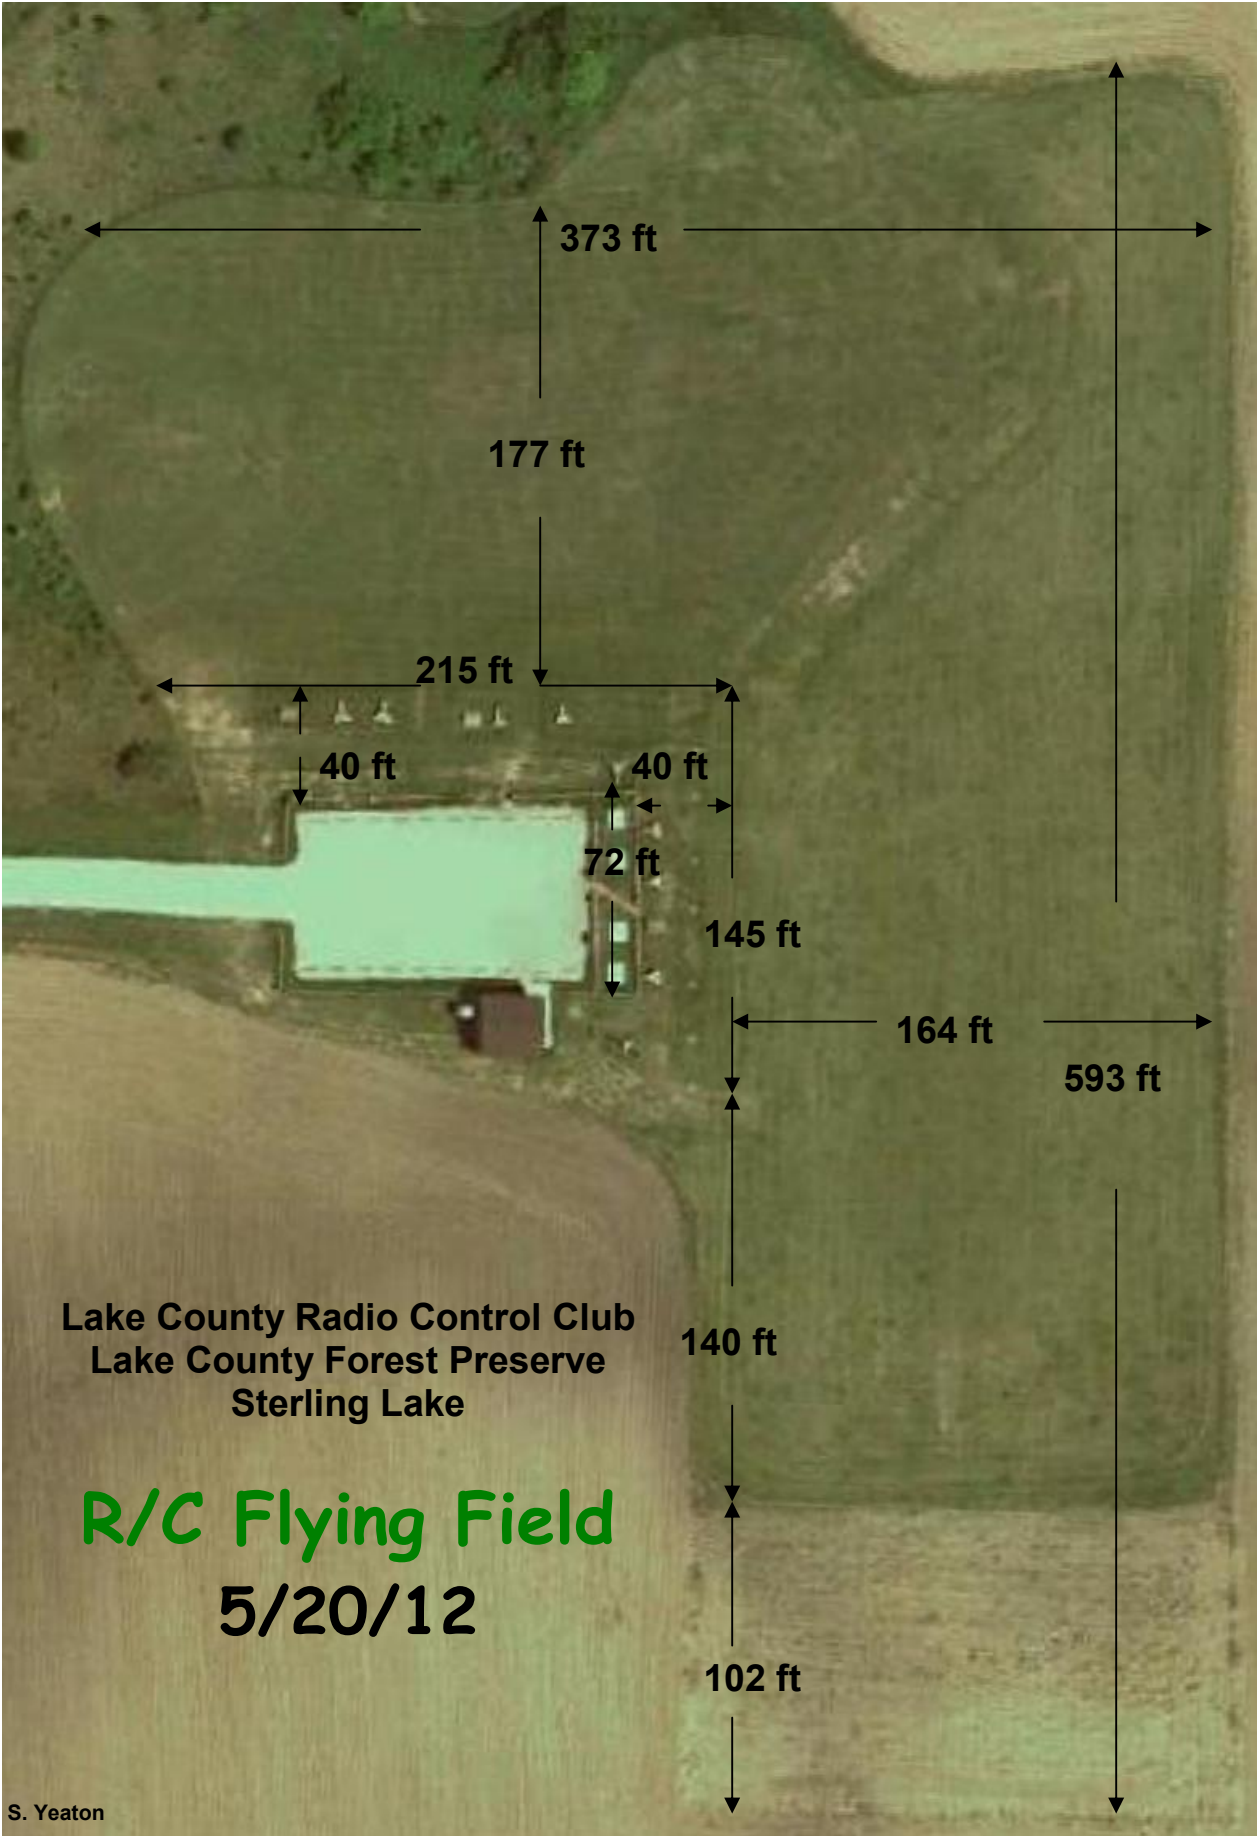 373 ft
177 ft
215 ft
40 ft
40 ft
72 ft
145 ft
164 ft
593 ft
Lake County Radio Control Club
Lake County Forest Preserve
Sterling Lake
140 ft
R/C Flying Field
5/20/12
102 ft
S. Yeaton